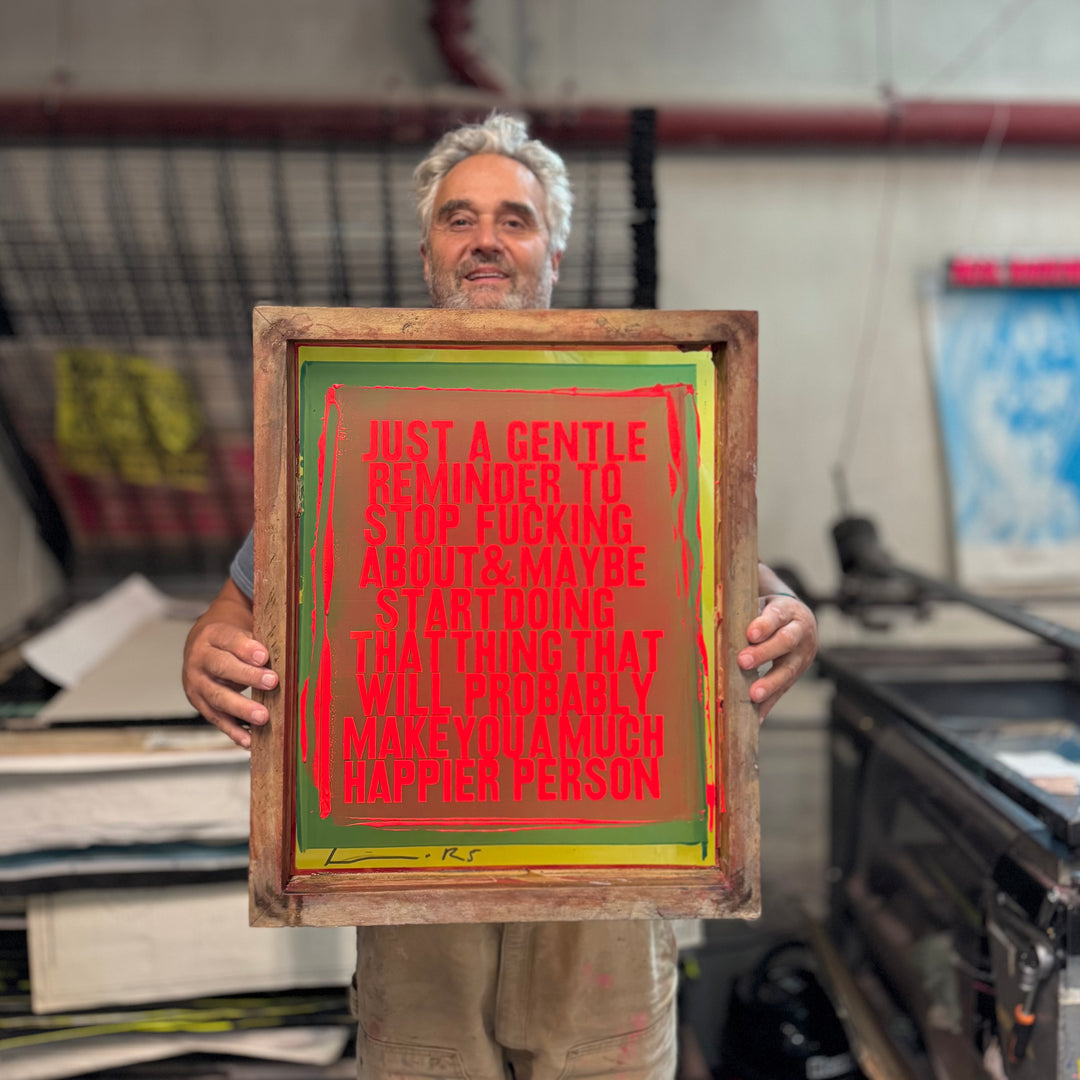 JUST A GENTLE
REMINDER TO
STOP FUCKING
ABOUT & MAYBE
START DOING
THAT THING THAT
WILL PROBABLY
MAKE YOU A MUCH
HAPPIER PERSON